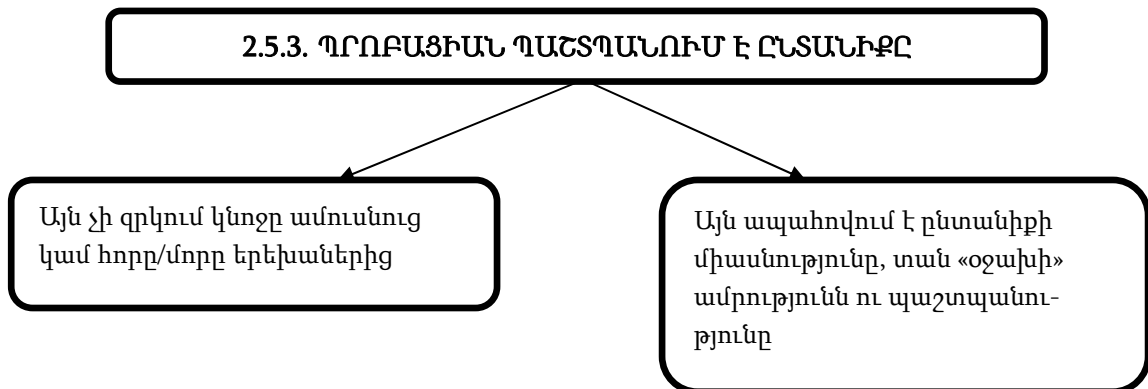 2.5.3. ՊՐՈԲԱՑԻԱՆ ՊԱՇՏՊԱՆՈՒՄ Է ԸՆՏԱՆԻՔԸ
Այն չի զրկում կնոջը ամուսնուց
կամ հորը/մորը երեխաներից
Այն ապահովում է ընտանիքի
միասնությունը, տան «օջախի»
ամրությունն ու պաշտպանու-
թյունը